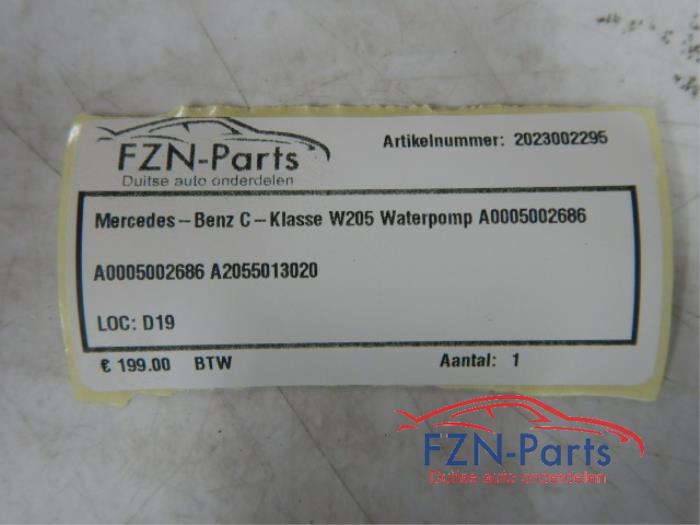 FZN-Parts
Duitse auto onderdelen
Artikelnummer: 2023002295
Mercedes-Benz C-Klasse W205 Waterpomp A0005002686
A0005002686 A2055013020
LOC: D19
€ 199.00 BTW
Aantal: 1
FZN-Parts
Duitse auto onderdelen